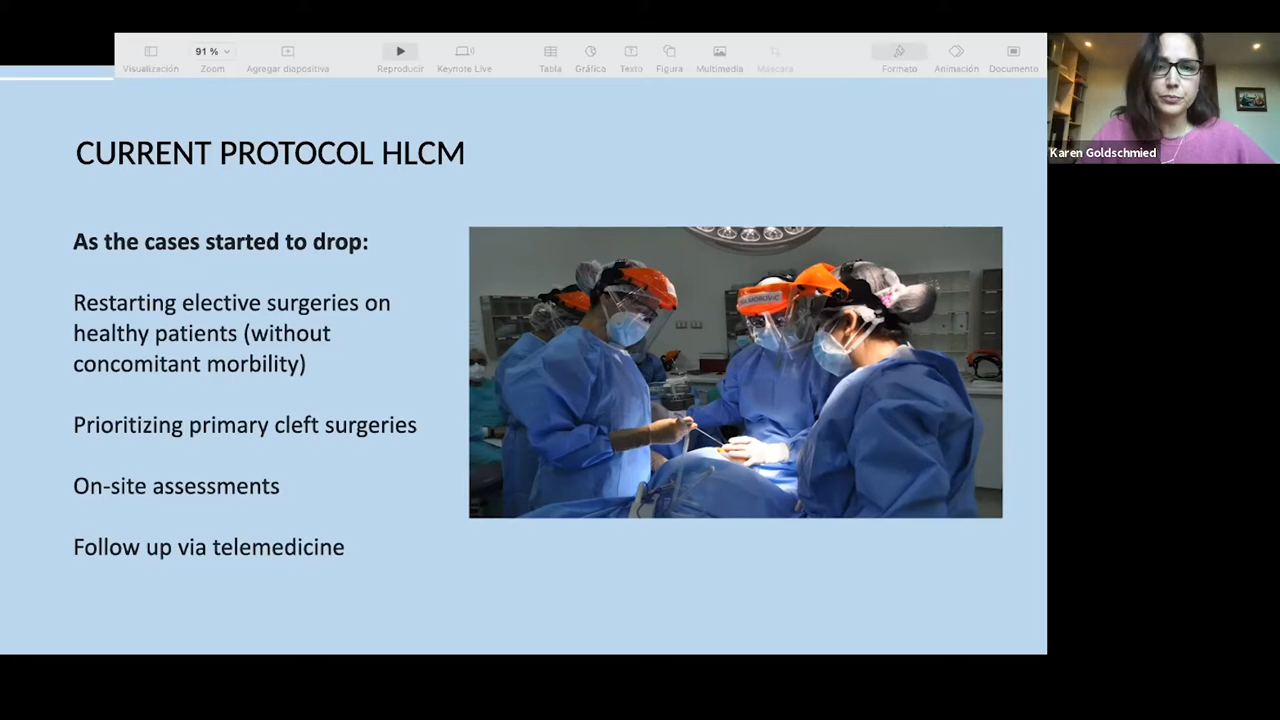 91 %
Visualización
Zoom
Agregar diapositiva
Reproducir
Keynote Live
Tabla
Gráfico
Texto
Figura
Multimedia
Máscara
Formato
Animación
Documento
Karen Goldschmied
CURRENT PROTOCOL HLCM
As the cases started to drop:
Restarting elective surgeries on
healthy patients (without
concomitant morbility)
Prioritizing primary cleft surgeries
On-site assessments
Follow up via telemedicine